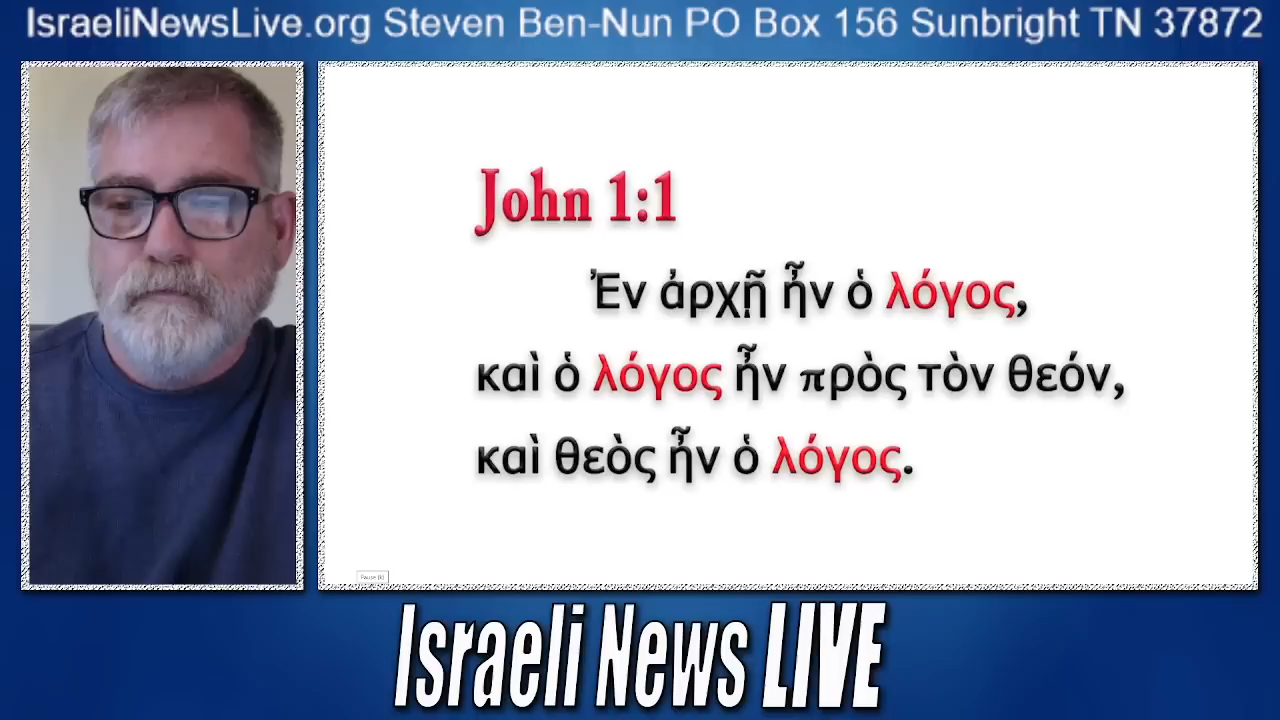 IsraeliNewsLive.org Steven Ben-Nun PO Box 156 Sunbright TN 37872
John 1:1
Ἐν ἀρχῇ ἦν ὁ λόγος,
καὶ ὁ λόγος ἦν πρὸς τὸν θεόν,
καὶ θεὸς ἦν ὁ λόγος.
Pause (k)
Israeli News LIVE